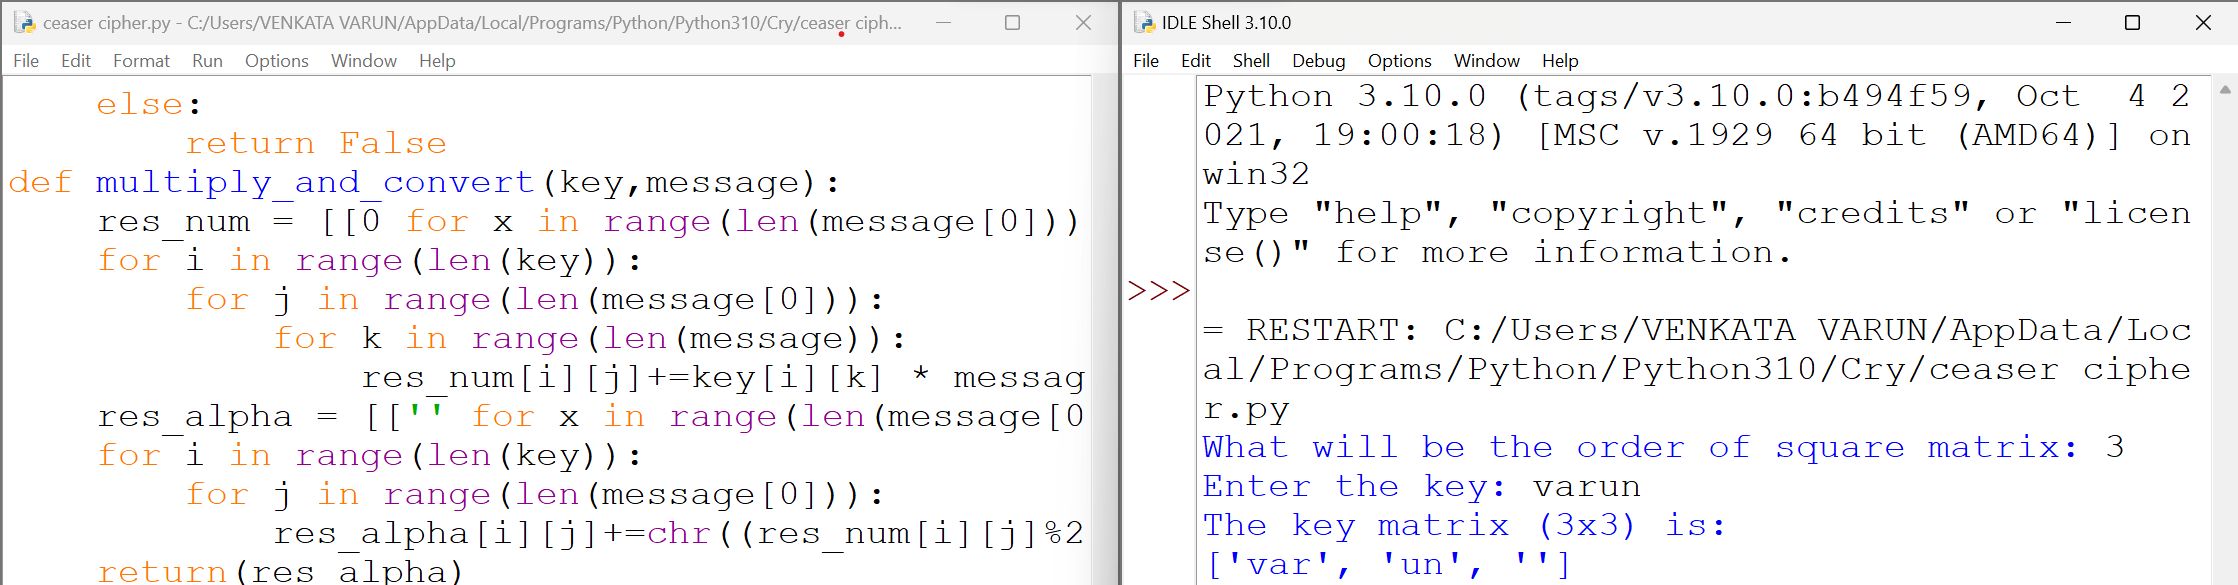 ceaser cipher.py - C:/Users/VENKATA VARUN/AppData/Local/Programs/Python/Python310/Cry/ceaser ciph...
File Edit Format Run Options Window Help
else:
return False
def multiply_and_convert(key,message):
res_num = [[0 for x in range(len(message[0]))
for i in range(len(key)):
for j in range(len(message[0])):
for k in range(len(message)):
res_num[i][j]+=key[i][k] * messag
res_alpha = [['' for x in range(len(message[0
for i in range(len(key)):
for j in range(len(message[0])):
res_alpha[i][j]+=chr((res_num[i][j]%2
return(res_alpha)
IDLE Shell 3.10.0
File Edit Shell Debug Options Window Help
Python 3.10.0 (tags/v3.10.0:b494f59, Oct  4 2
021, 19:00:18) [MSC v.1929 64 bit (AMD64)] on
win32
Type "help", "copyright", "credits" or "licen
se()" for more information.
>>>
= RESTART: C:/Users/VENKATA VARUN/AppData/Loc
al/Programs/Python/Python310/Cry/ceaser ciphe
r.py
What will be the order of square matrix: 3
Enter the key: varun
The key matrix (3x3) is:
['var', 'un', '']